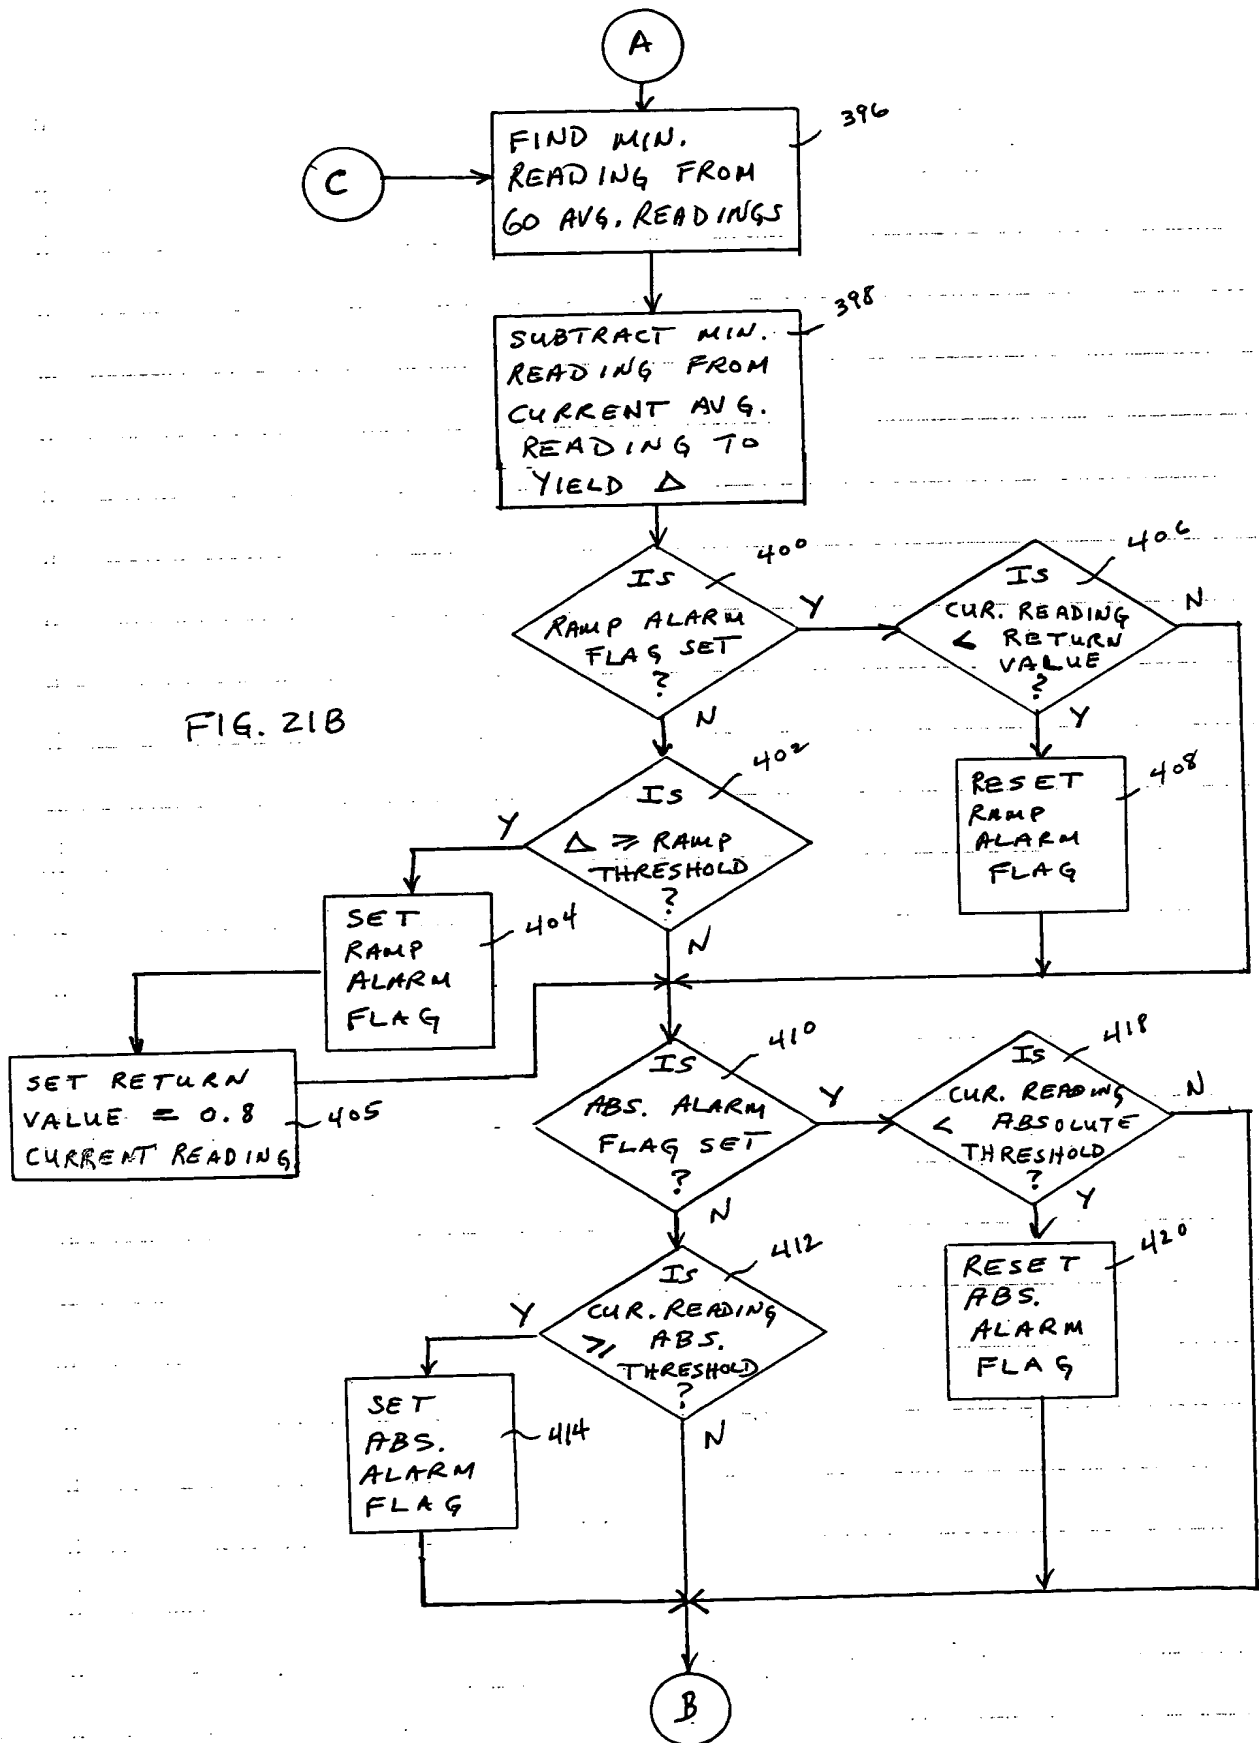 A
FIND MIN.
READING FROM
60 AVG. READINGS
396
C
SUBTRACT MIN.
READING FROM
CURRENT AVG.
READING TO
YIELD Δ
398
IS
RAMP ALARM
FLAG SET
?
400
Y
N
IS
CUR. READING
< RETURN
VALUE
?
406
N
Y
FIG. 21B
IS
Δ ≥ RAMP
THRESHOLD
?
402
Y
N
RESET
RAMP
ALARM
FLAG
408
SET
RAMP
ALARM
FLAG
404
SET RETURN
VALUE = 0.8
CURRENT READING
405
IS
ABS. ALARM
FLAG SET
?
410
Y
N
IS
CUR. READING
< ABSOLUTE
THRESHOLD
?
418
N
Y
IS
CUR. READING
≥ ABS.
THRESHOLD
?
412
Y
N
RESET
ABS.
ALARM
FLAG
420
SET
ABS.
ALARM
FLAG
414
B